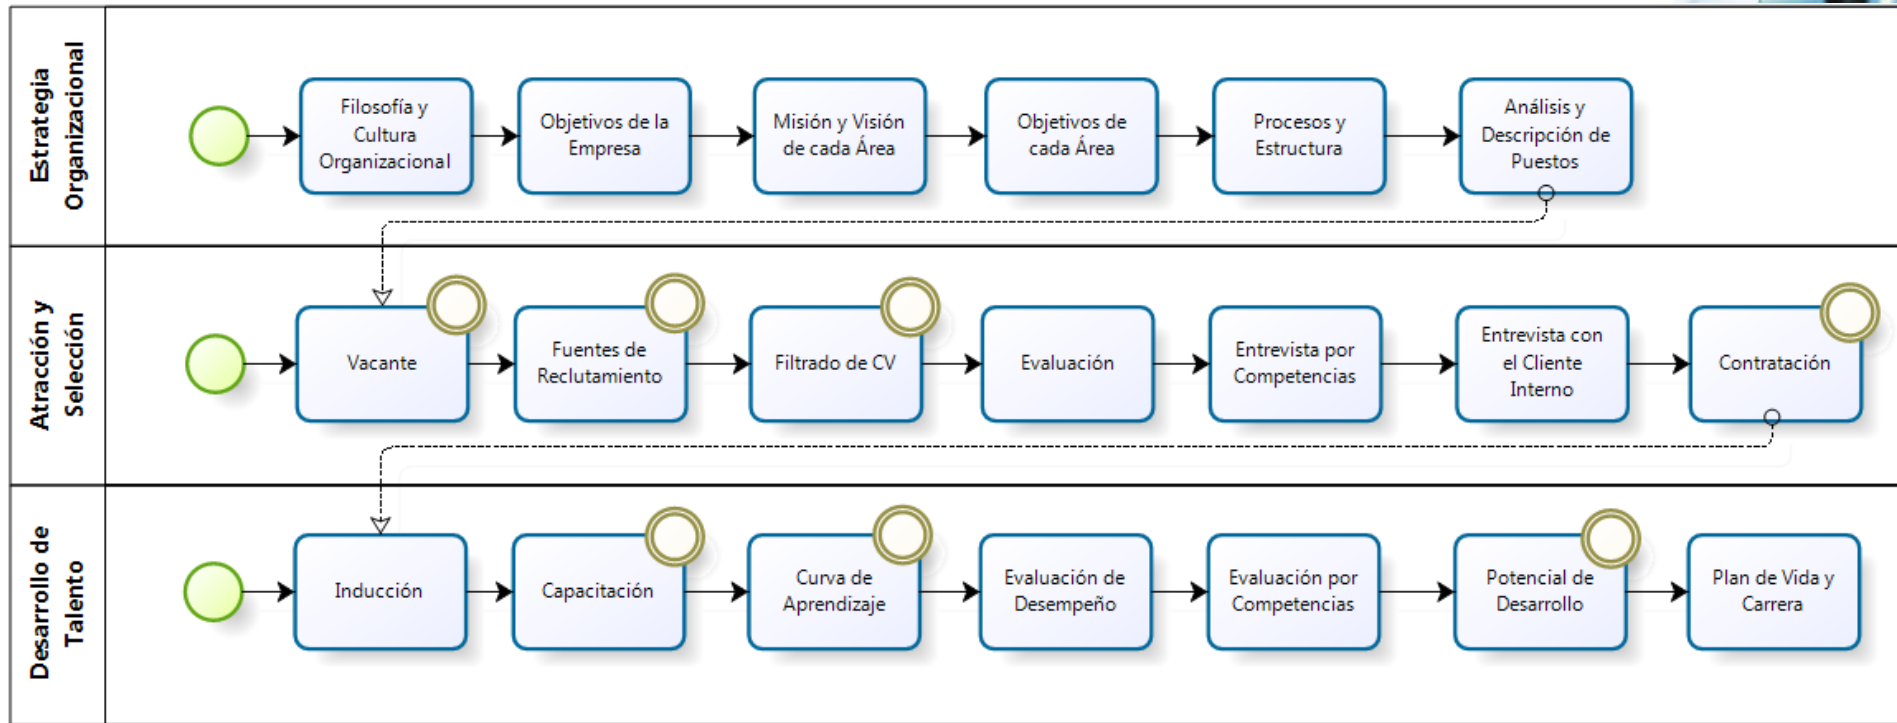 Estrategia
Organizacional
Filosofía y
Cultura
Organizacional
Objetivos de la
Empresa
Misión y Visión
de cada Área
Objetivos de
cada Área
Procesos y
Estructura
Análisis y
Descripción de
Puestos
Atracción y
Selección
Vacante
Fuentes de
Reclutamiento
Filtrado de CV
Evaluación
Entrevista por
Competencias
Entrevista con
el Cliente
Interno
Contratación
Desarrollo de
Talento
Inducción
Capacitación
Curva de
Aprendizaje
Evaluación de
Desempeño
Evaluación por
Competencias
Potencial de
Desarrollo
Plan de Vida y
Carrera